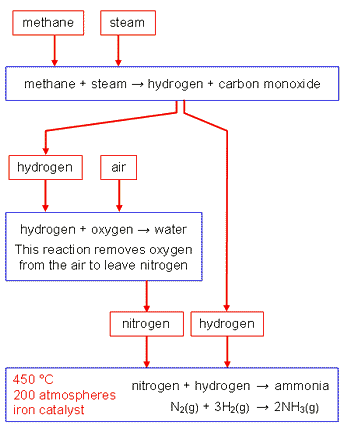 methane steam
methane + steam → hydrogen + carbon monoxide
hydrogen air
hydrogen + oxygen → water
This reaction removes oxygen
from the air to leave nitrogen
nitrogen hydrogen
450 °C
200 atmospheres
iron catalyst
nitrogen + hydrogen → ammonia
N₂(g) + 3H₂(g) → 2NH₃(g)